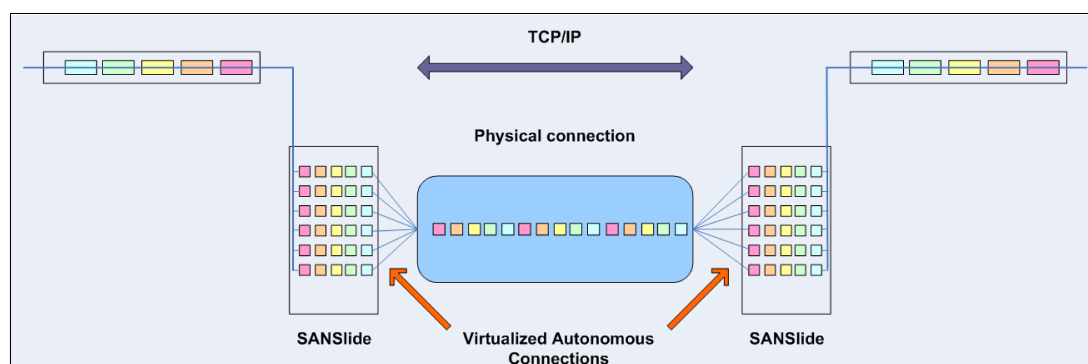 TCP/IP
Physical connection
SANSlide
Virtualized Autonomous
Connections
SANSlide